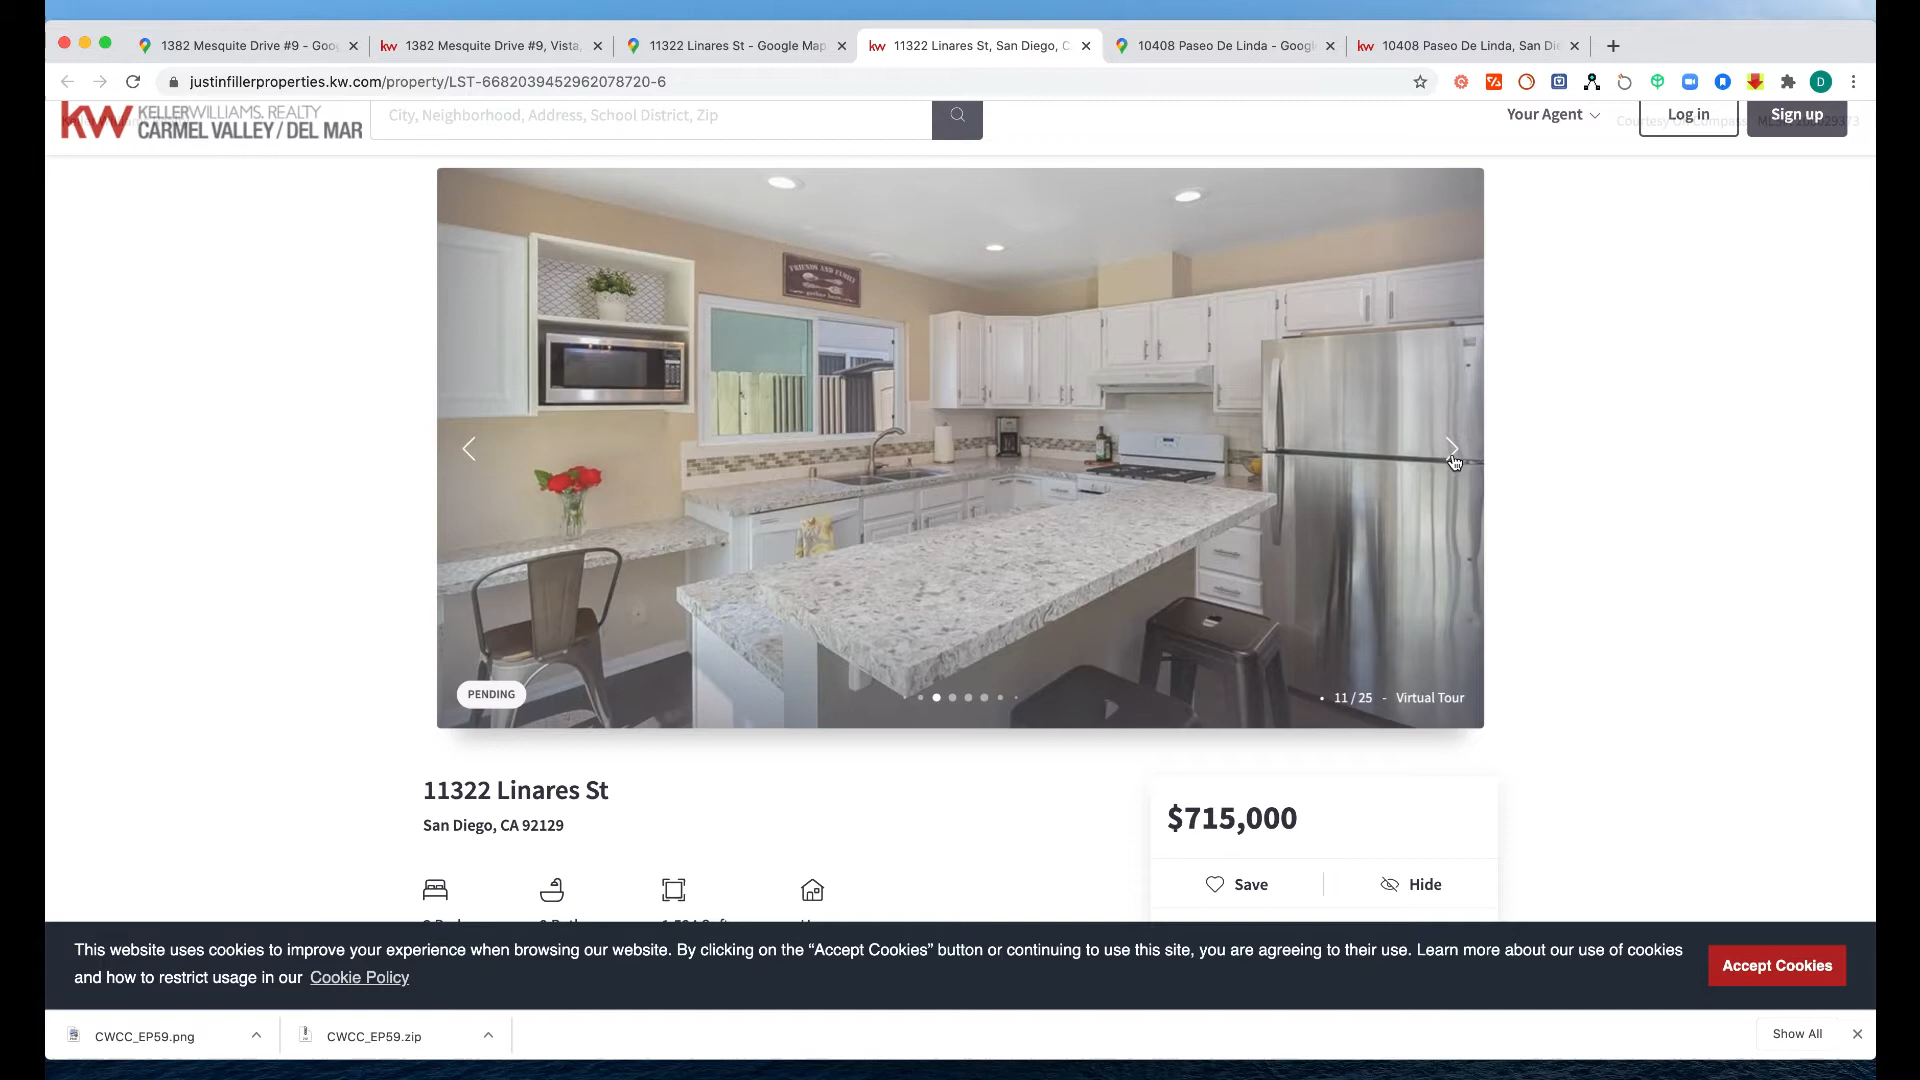 1382 Mesquite Drive #9 - Goo
1382 Mesquite Drive #9, Vista,
11322 Linares St - Google Map
11322 Linares St, San Diego, C
10408 Paseo De Linda - Googl
10408 Paseo De Linda, San Di
justinfillerproperties.kw.com/property/LST-6682039452962078720-6
D
kw KELLERWILLIAMS. REALTY
CARMEL VALLEY / DEL MAR
City, Neighborhood, Address, School District, Zip
Your Agent
Log in
Sign up
FRIENDS AND FAMILY
gather here
PENDING
• 11 / 25 - Virtual Tour
11322 Linares St
San Diego, CA 92129
$715,000
Save
Hide
This website uses cookies to improve your experience when browsing our website. By clicking on the “Accept Cookies” button or continuing to use this site, you are agreeing to their use. Learn more about our use of cookies
and how to restrict usage in our Cookie Policy
Accept Cookies
CWCC_EP59.png
CWCC_EP59.zip
Show All